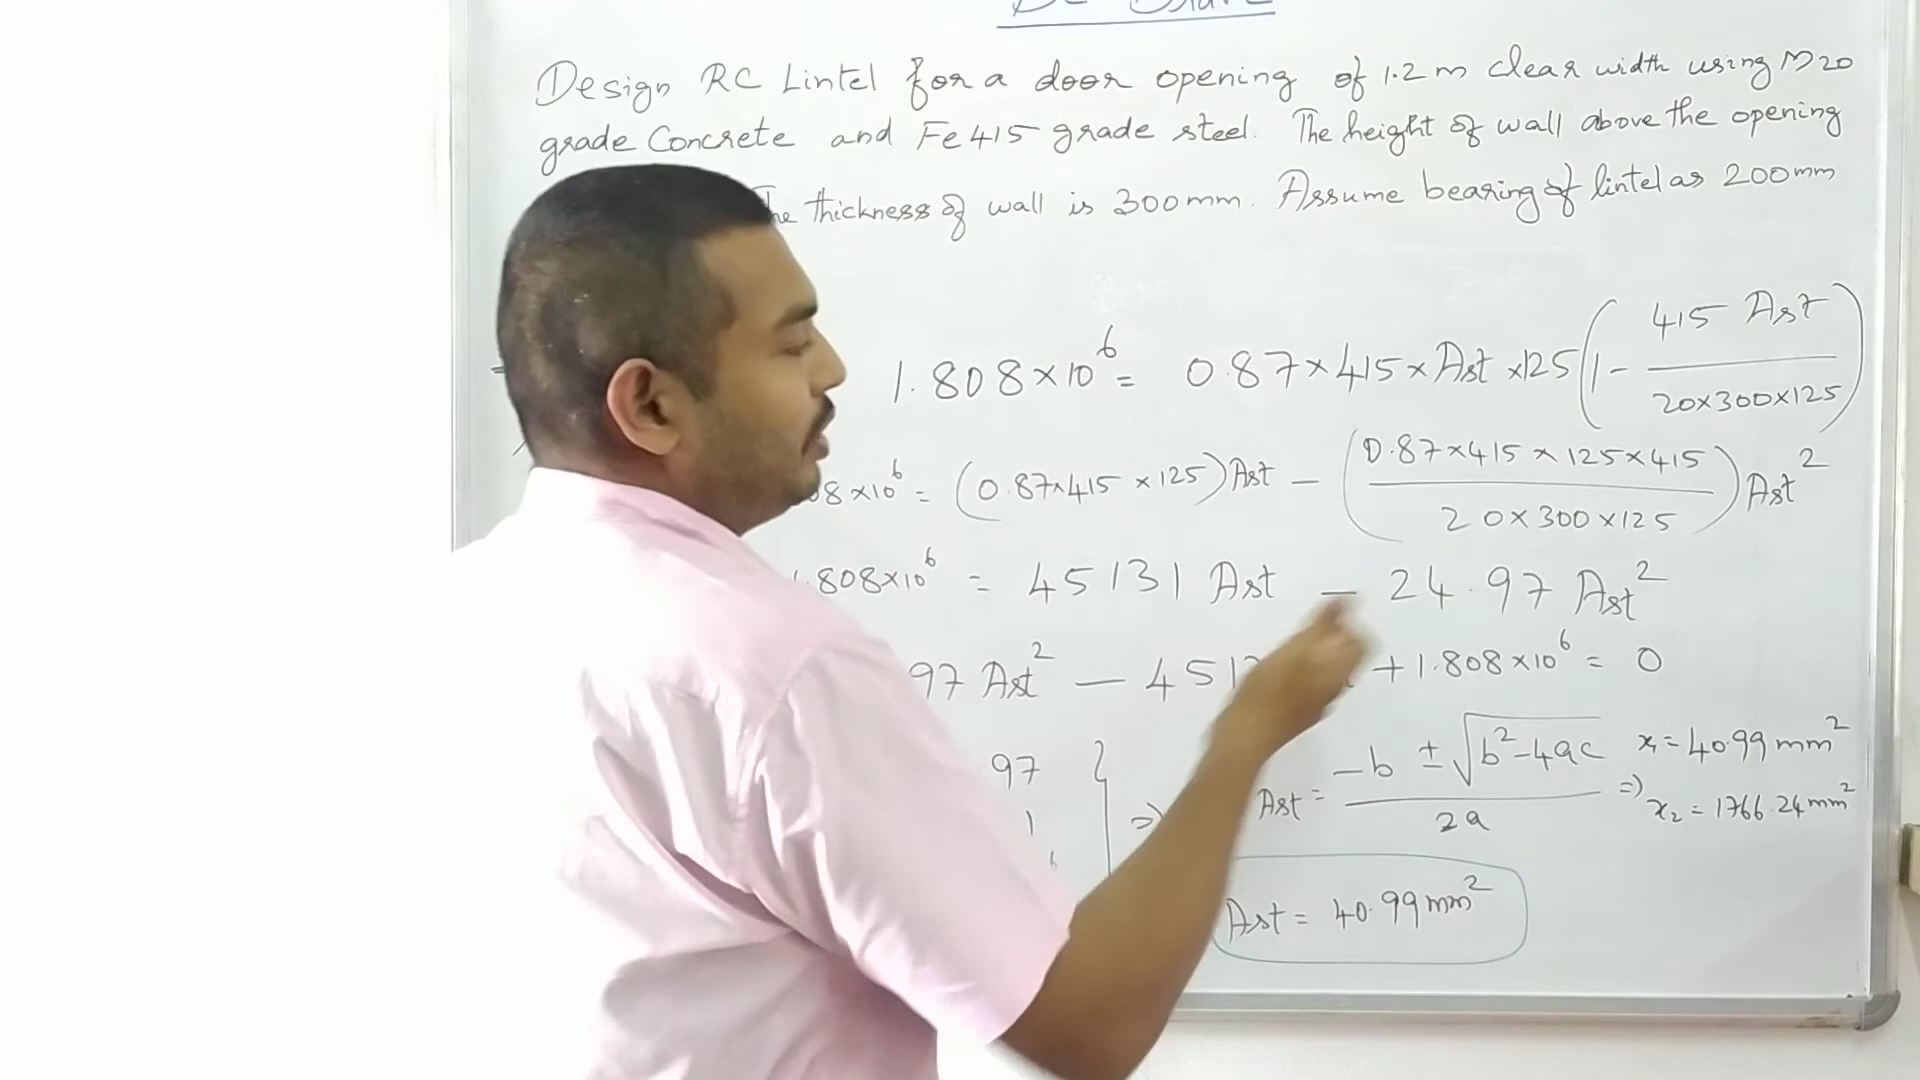 Design RC Lintel for a door opening of 1.2 m clear width using M20
grade Concrete and Fe415 grade steel. The height of wall above the opening
The thickness of wall is 300mm. Assume bearing of lintel as 200mm
1.808×10⁶ = 0.87×415×Ast×125(1 - 415 Ast / 20×300×125)
08×10⁶ = (0.87×415×125)Ast - (0.87×415×125×415 / 20×300×125)Ast²
1.808×10⁶ = 45131 Ast - 24.97 Ast²
97 Ast² - 451 + 1.808×10⁶ = 0
97
1
} => Ast = -b ± √b²-4ac / 2a => x₁ = 40.99 mm²
x₂ = 1766.24 mm²
Ast = 40.99 mm²